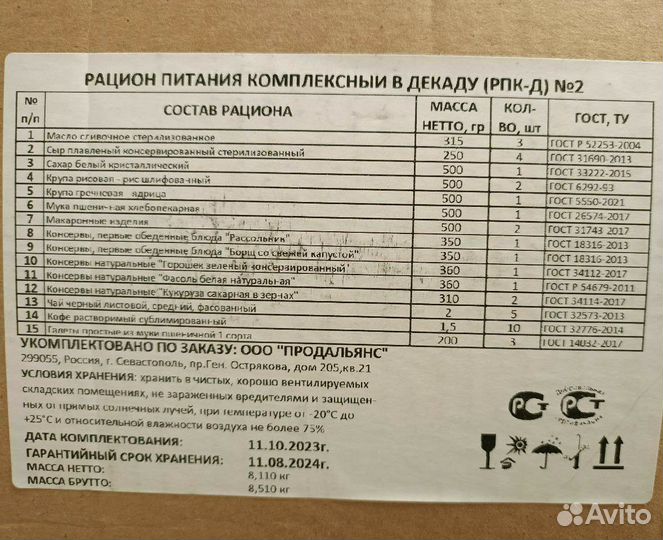 РАЦИОН ПИТАНИЯ КОМПЛЕКСНЫЙ В ДЕКАДУ (РПК-Д) №2
№ п/п СОСТАВ РАЦИОНА МАССА НЕТТО, гр КОЛ-ВО, шт ГОСТ, ТУ
1 Масло сливочное стерилизованное 315 3 ГОСТ Р 52253-2004
2 Сыр плавленый консервированный стерилизованный 250 4 ГОСТ 31690-2013
3 Сахар белый кристаллический 500 1 ГОСТ 33222-2015
4 Крупа рисовая - рис шлифованный 500 2 ГОСТ 6292-93
5 Крупа гречневая ядрица 500 1 ГОСТ 5550-2021
6 Мука пшеничная хлебопекарная 500 1 ГОСТ 26574-2017
7 Макаронные изделия 500 2 ГОСТ 31743-2017
8 Консервы, первые обеденные блюда "Рассольник" 350 1 ГОСТ 18316-2013
9 Консервы, первые обеденные блюда "Борщ со свежей капустой" 350 1 ГОСТ 18316-2013
10 Консервы натуральные "Горошек зеленый консервированный" 360 1 ГОСТ 34112-2017
11 Консервы натуральные "Фасоль белая натуральная" 360 1 ГОСТ Р 54679-2011
12 Консервы натуральные "Кукуруза сахарная в зернах" 310 2 ГОСТ 34114-2017
13 Чай черный листовой, средний, фасованный 2 5 ГОСТ 32573-2013
14 Кофе растворимый сублимированный 1,5 10 ГОСТ 32776-2014
15 Галеты простые из муки пшеничной 1 сорта 200 3 ГОСТ 14032-2017
УКОМПЛЕКТОВАНО ПО ЗАКАЗУ: ООО "ПРОДАЛЬЯНС"
299055, Россия, г. Севастополь, пр.Ген. Острякова, дом 205,кв.21
УСЛОВИЯ ХРАНЕНИЯ: хранить в чистых, хорошо вентилируемых
складских помещениях, не зараженных вредителями и защищен-
ных от прямых солнечных лучей, при температуре от -20°С до
+25°С и относительной влажности воздуха не более 75%
ДАТА КОМПЛЕКТОВАНИЯ: 11.10.2023г.
ГАРАНТИЙНЫЙ СРОК ХРАНЕНИЯ: 11.08.2024г.
МАССА НЕТТО: 8,110 кг
МАССА БРУТТО: 8,510 кг
РСТ
Добровольная
РСТ
сертификация
Avito